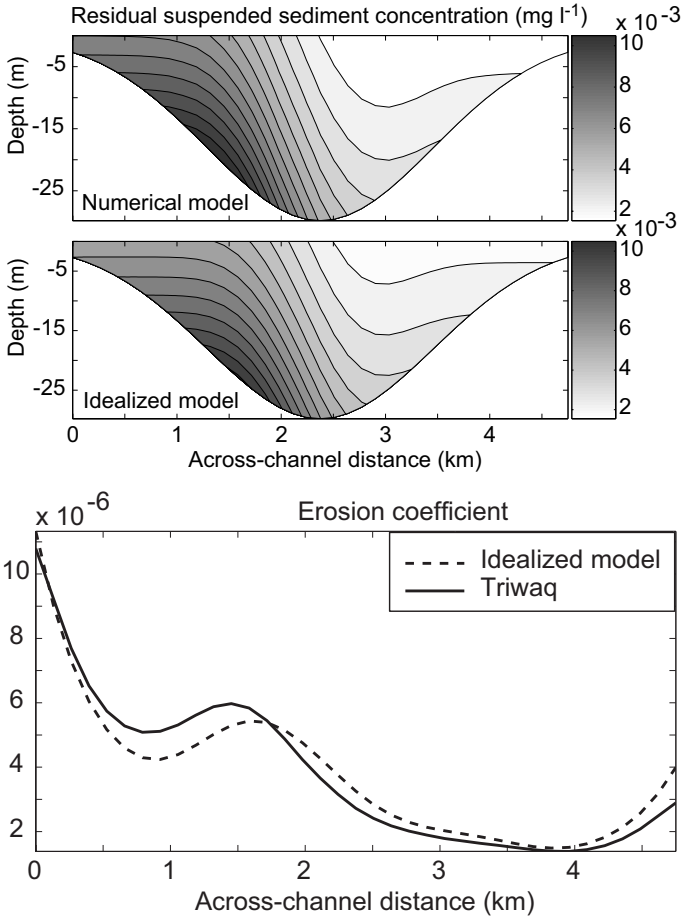 Residual suspended sediment concentration (mg l-1)
x 10-3
Depth (m)
-5
-15
-25
Numerical model
10
8
6
4
2
x 10-3
Depth (m)
-5
-15
-25
Idealized model
10
8
6
4
2
0 1 2 3 4
Across-channel distance (km)
x 10-6
Erosion coefficient
Idealized model
Triwaq
10
8
6
4
2
0 1 2 3 4
Across-channel distance (km)